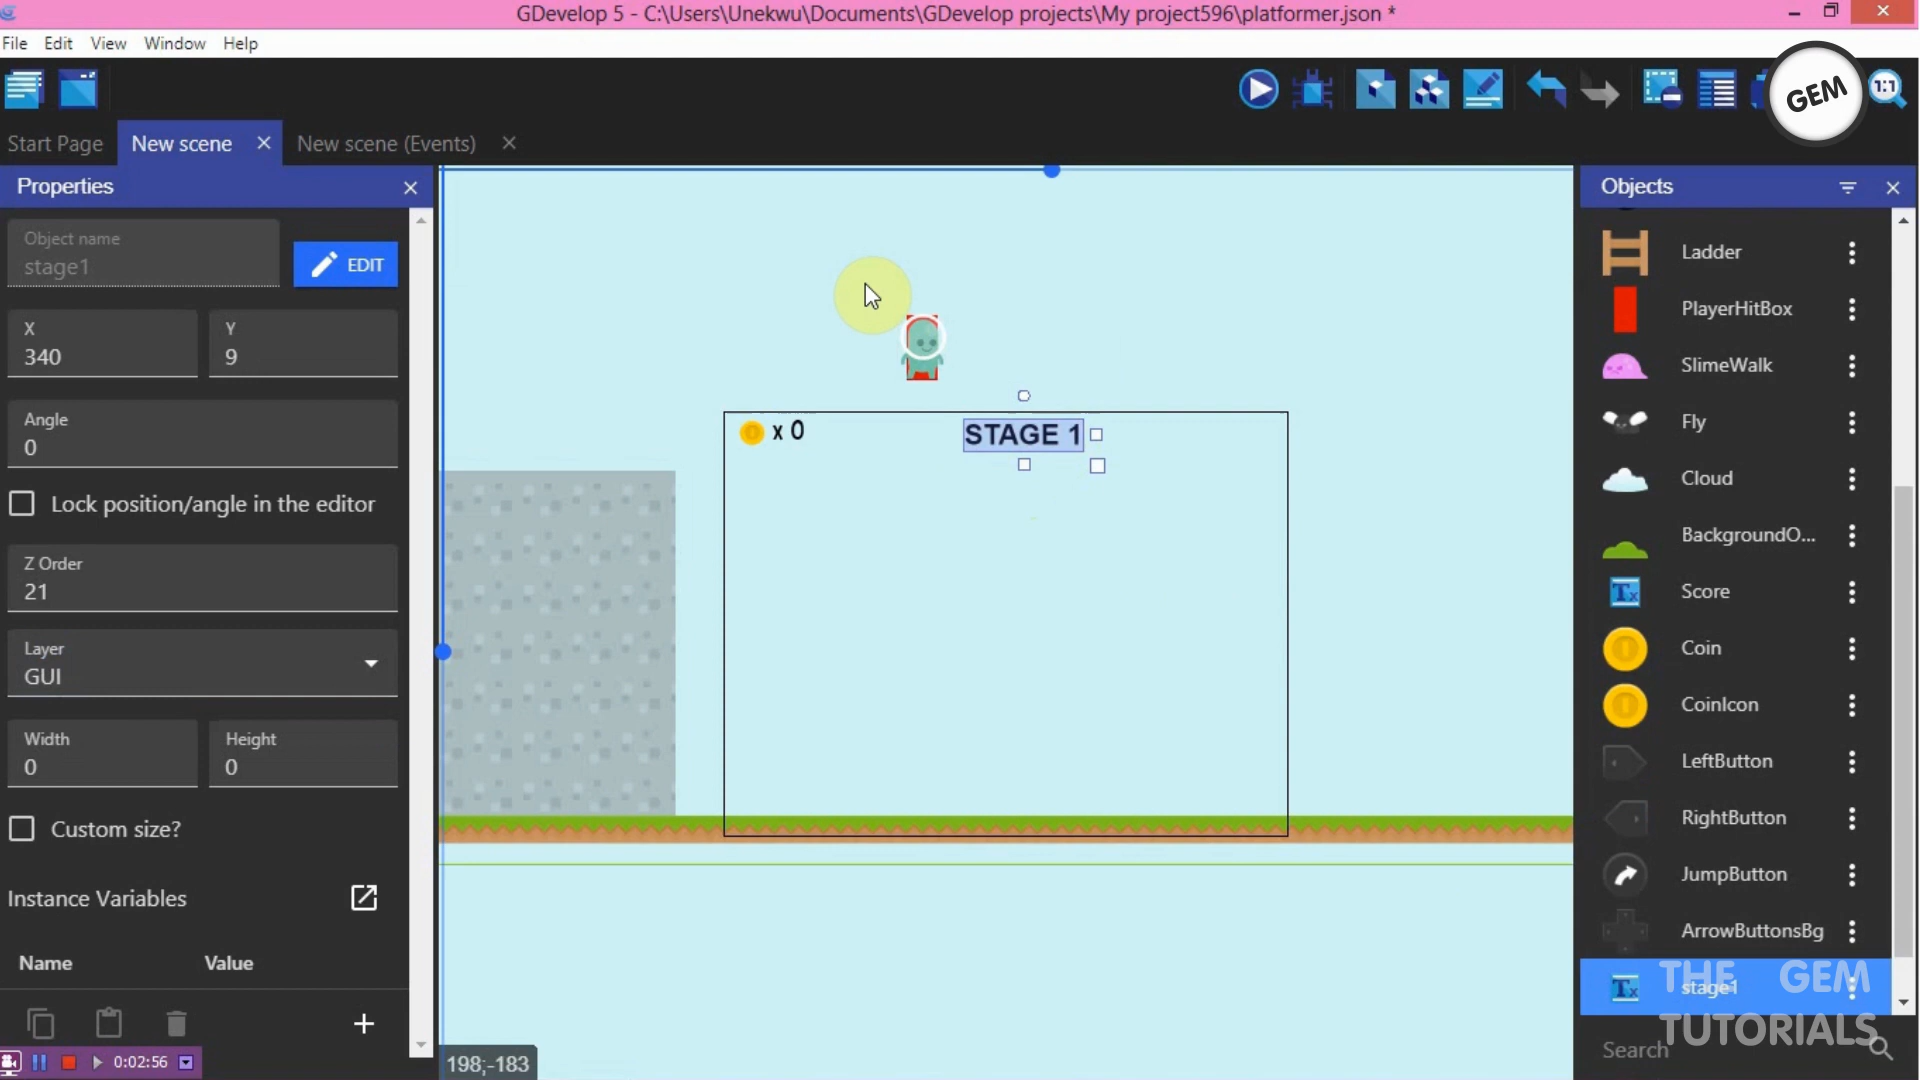 GDevelop 5 - C:\Users\Unekwu\Documents\GDevelop projects\My project596\platformer.json *
File Edit View Window Help
GEM
1:1
Start Page New scene New scene (Events)
Properties
Object name
stage1
EDIT
X
340
Y
9
Angle
0
Lock position/angle in the editor
Z Order
21
Layer
GUI
Width
0
Height
0
Custom size?
Instance Variables
Name Value
0:02:56
x 0
STAGE 1
198;-183
Objects
Ladder
PlayerHitBox
SlimeWalk
Fly
Cloud
BackgroundO...
Tx Score
Coin
CoinIcon
LeftButton
RightButton
JumpButton
ArrowButtonsBg
Tx stage1
THE GEM
TUTORIALS
Search